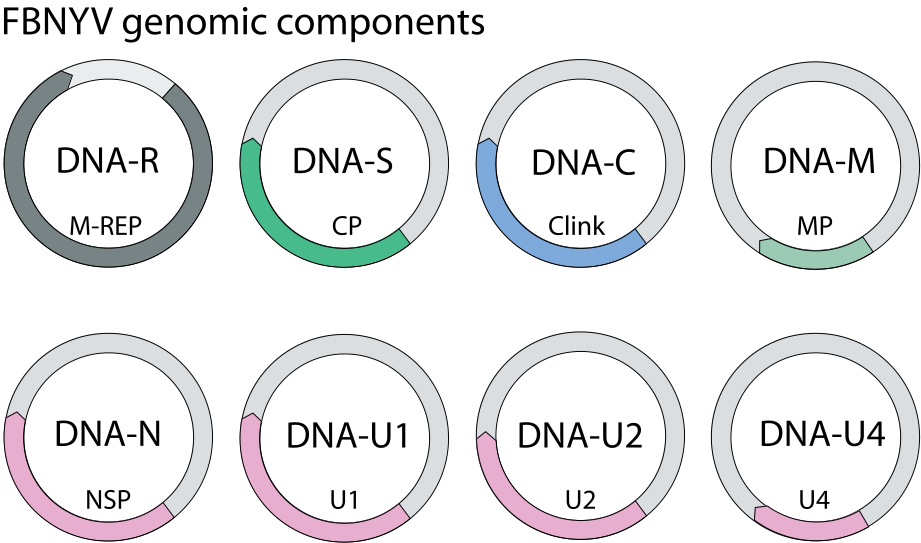 FBNYV genomic components
DNA-R
M-REP
DNA-S
CP
DNA-C
Clink
DNA-M
MP
DNA-N
NSP
DNA-U1
U1
DNA-U2
U2
DNA-U4
U4